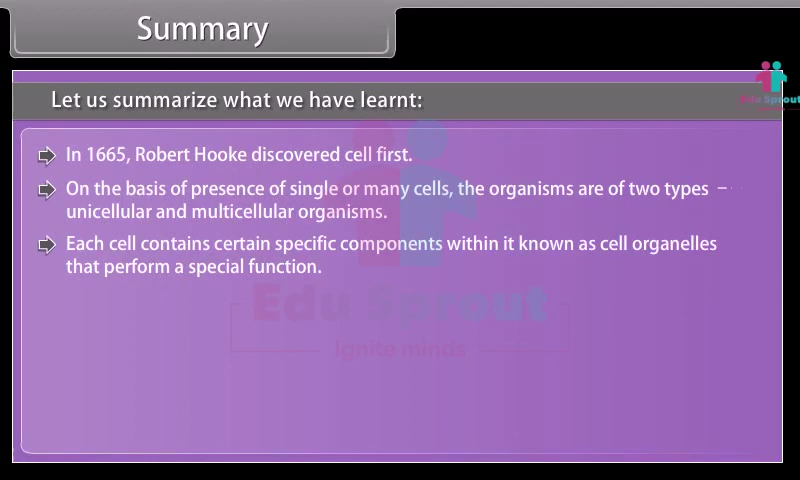 Summary
Let us summarize what we have learnt:
Edu Sprout
In 1665, Robert Hooke discovered cell first.
On the basis of presence of single or many cells, the organisms are of two types –
unicellular and multicellular organisms.
Each cell contains certain specific components within it known as cell organelles
that perform a special function.
Edu Sprout
Ignite minds